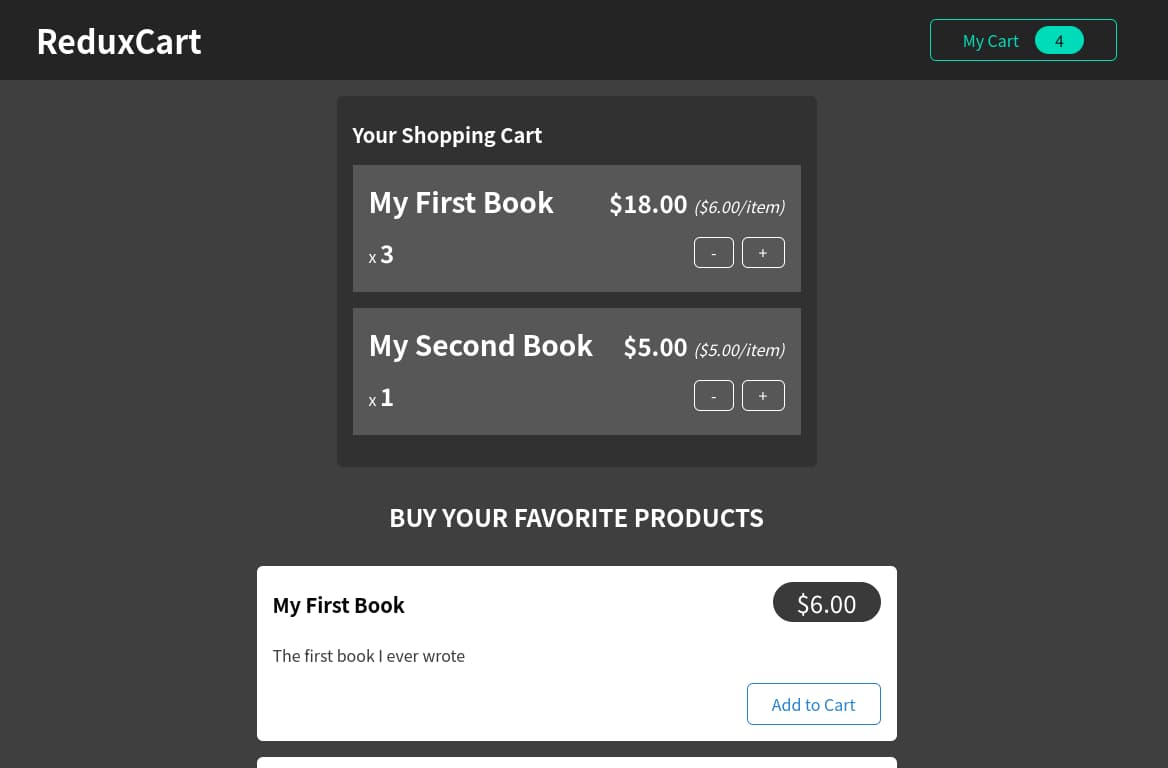 ReduxCart
My Cart 4
Your Shopping Cart
My First Book $18.00 ($6.00/item)
x 3 - +
My Second Book $5.00 ($5.00/item)
x 1 - +
BUY YOUR FAVORITE PRODUCTS
My First Book $6.00
The first book I ever wrote
Add to Cart